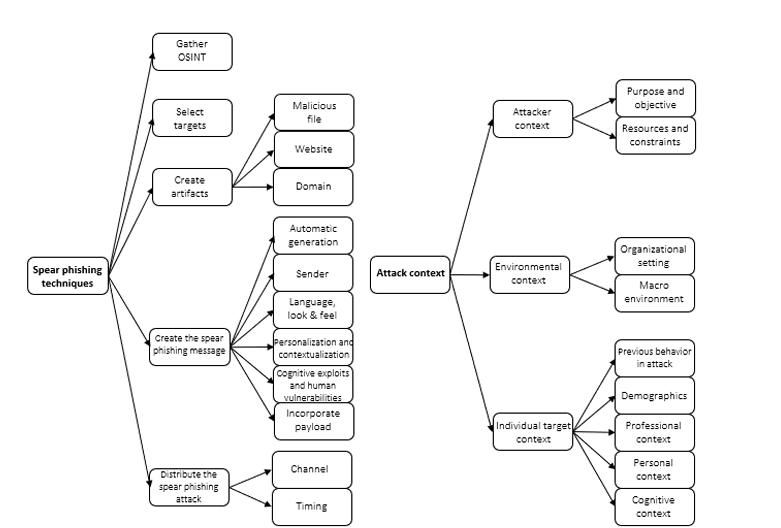 Spear phishing
techniques
Gather
OSINT
Select
targets
Create
artifacts
Malicious
file
Website
Domain
Create the spear
phishing message
Automatic
generation
Sender
Language,
look & feel
Personalization and
contextualization
Cognitive exploits
and human
vulnerabilities
Incorporate
payload
Distribute the
spear phishing
attack
Channel
Timing
Attack context
Attacker
context
Purpose and
objective
Resources and
constraints
Environmental
context
Organizational
setting
Macro
environment
Individual target
context
Previous behavior
in attack
Demographics
Professional
context
Personal
context
Cognitive
context